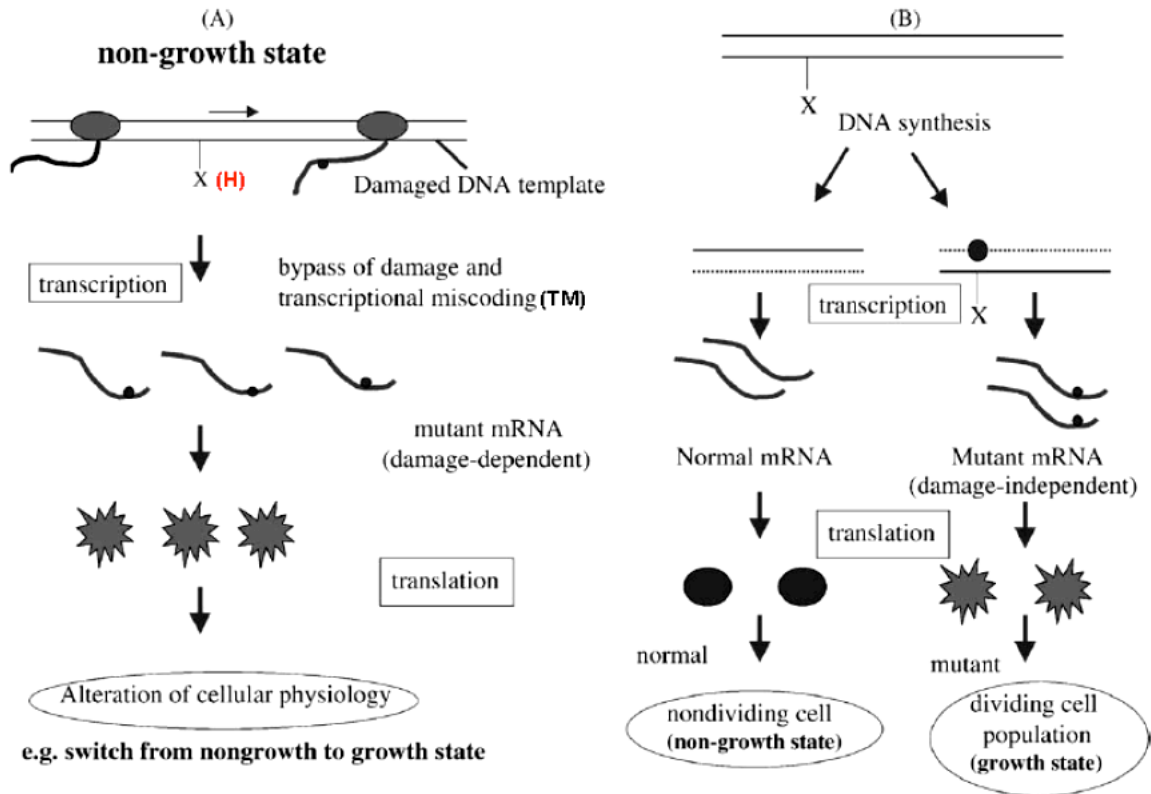 (A)
non-growth state
X (H)
Damaged DNA template
transcription
bypass of damage and
transcriptional miscoding (TM)
mutant mRNA
(damage-dependent)
translation
Alteration of cellular physiology
e.g. switch from nongrowth to growth state
(B)
X
DNA synthesis
transcription
X
Normal mRNA
Mutant mRNA
(damage-independent)
translation
normal
mutant
nondividing cell
(non-growth state)
dividing cell
population
(growth state)